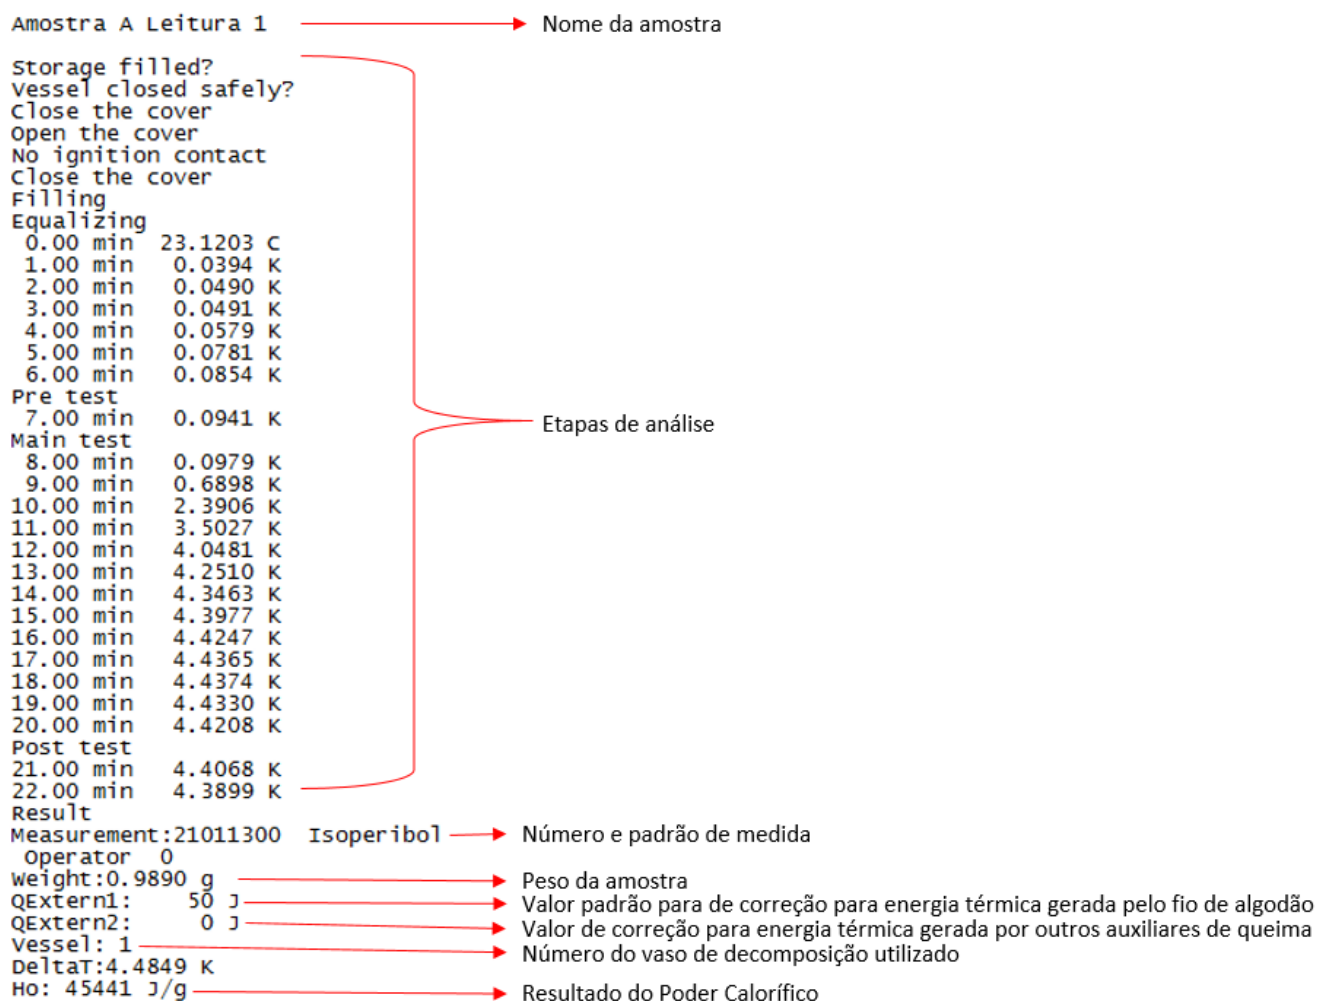 Amostra A Leitura 1 Nome da amostra
Storage filled?
Vessel closed safely?
Close the cover
Open the cover
No ignition contact
Close the cover
Filling
Equalizing
0.00 min 23.1203 C
1.00 min 0.0394 K
2.00 min 0.0490 K
3.00 min 0.0491 K
4.00 min 0.0579 K
5.00 min 0.0781 K
6.00 min 0.0854 K
Pre test
7.00 min 0.0941 K
Etapas de análise
Main test
8.00 min 0.0979 K
9.00 min 0.6898 K
10.00 min 2.3906 K
11.00 min 3.5027 K
12.00 min 4.0481 K
13.00 min 4.2510 K
14.00 min 4.3463 K
15.00 min 4.3977 K
16.00 min 4.4247 K
17.00 min 4.4365 K
18.00 min 4.4374 K
19.00 min 4.4330 K
20.00 min 4.4208 K
Post test
21.00 min 4.4068 K
22.00 min 4.3899 K
Result
Measurement:21011300 Isoperibol Número e padrão de medida
Operator 0
Weight:0.9890 g Peso da amostra
QExtern1: 50 J Valor padrão para de correção para energia térmica gerada pelo fio de algodão
QExtern2: 0 J Valor de correção para energia térmica gerada por outros auxiliares de queima
Vessel: 1 Número do vaso de decomposição utilizado
DeltaT:4.4849 K
Ho: 45441 J/g Resultado do Poder Calorífico